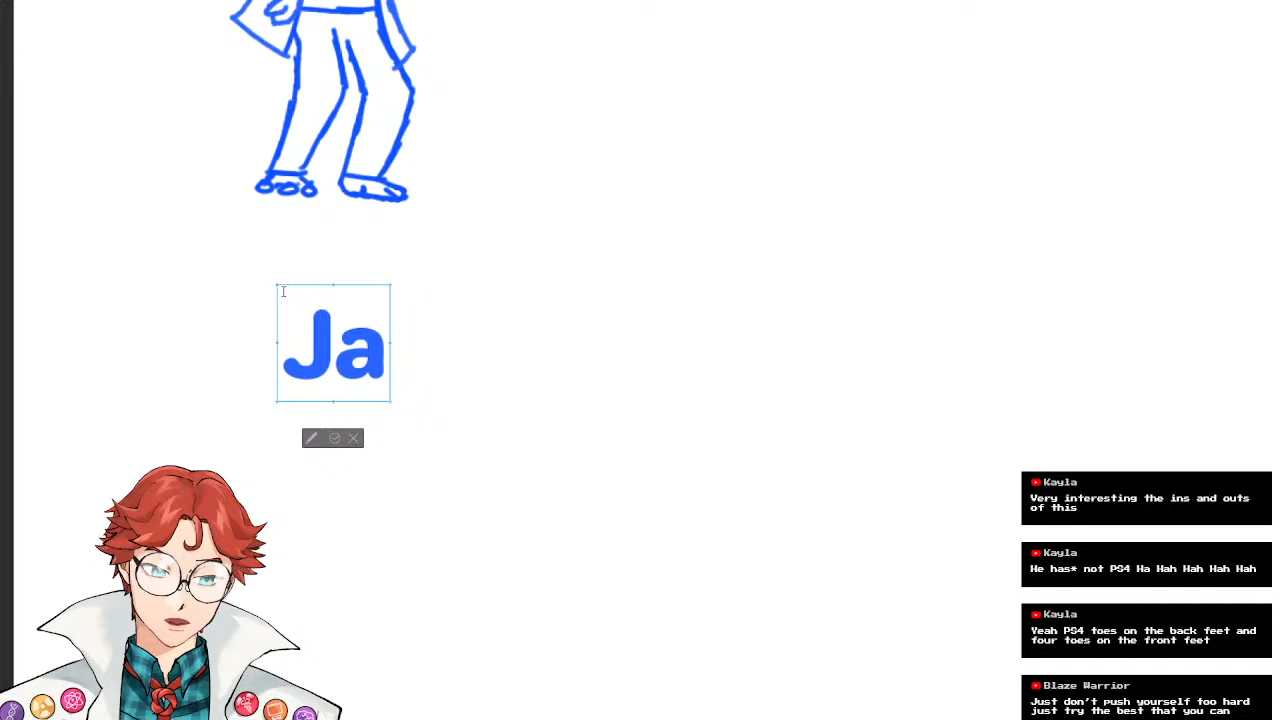 Ja
Kayla
Very interesting the ins and outs
of this
Kayla
He has* not PS4 Ha Hah Hah Hah Hah
Kayla
Yeah PS4 toes on the back feet and
four toes on the front feet
Blaze Warrior
Just don't push yourself too hard
just try the best that you can